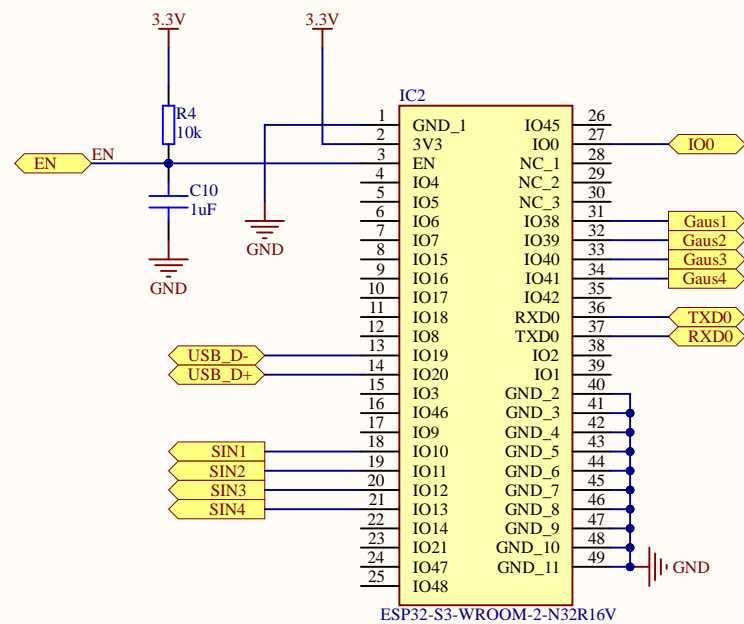 3.3V
3.3V
R4
10k
EN
EN
C10
1uF
GND
GND
IC2
1 GND_1
2 3V3
3 EN
4 IO4
5 IO5
6 IO6
7 IO7
8 IO15
9 IO16
10 IO17
11 IO18
12 IO8
USB_D- 13 IO19
USB_D+ 14 IO20
15 IO3
16 IO46
17 IO9
SIN1 18 IO10
SIN2 19 IO11
SIN3 20 IO12
SIN4 21 IO13
22 IO14
23 IO21
24 IO47
25 IO48
IO45 26
IO0 27 IO0
NC_1 28
NC_2 29
NC_3 30
IO38 31 Gaus1
IO39 32 Gaus2
IO40 33 Gaus3
IO41 34 Gaus4
IO42 35
RXD0 36 TXD0
TXD0 37 RXD0
IO2 38
IO1 39
GND_2 40
GND_3 41
GND_4 42
GND_5 43
GND_6 44
GND_7 45
GND_8 46
GND_9 47
GND_10 48
GND_11 49
GND
ESP32-S3-WROOM-2-N32R16V